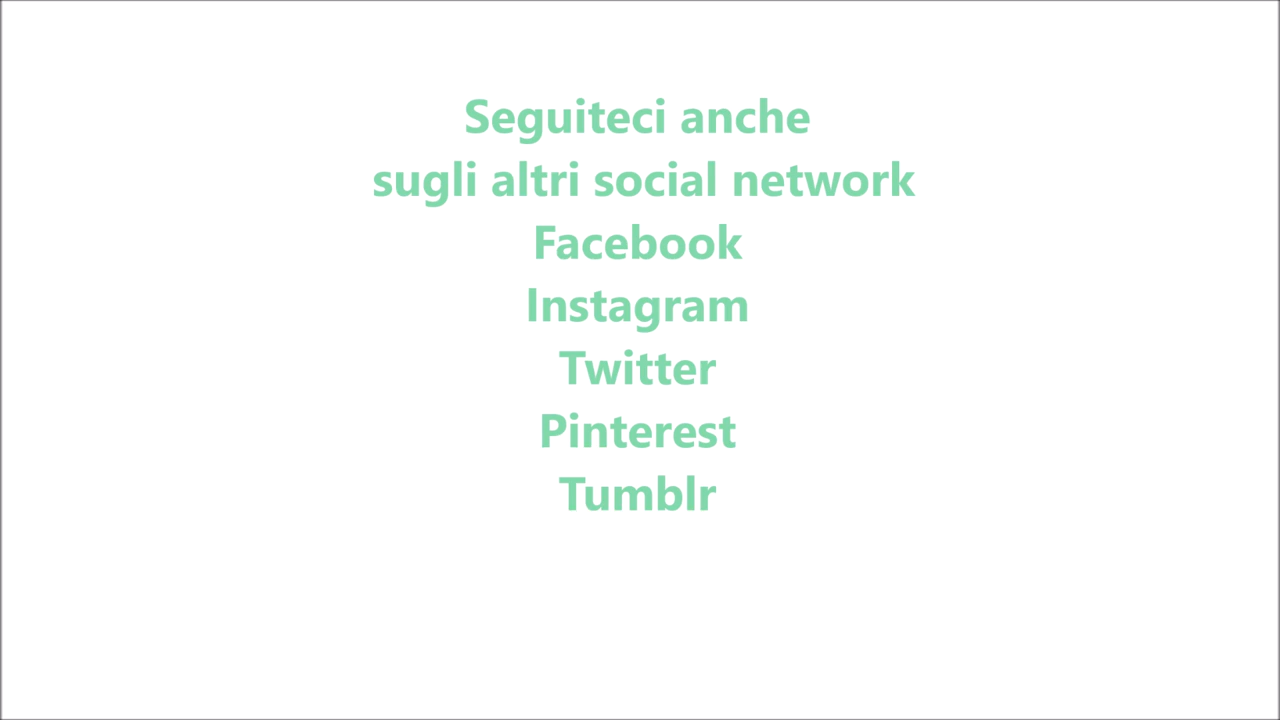 Seguiteci anche
sugli altri social network
Facebook
Instagram
Twitter
Pinterest
Tumblr